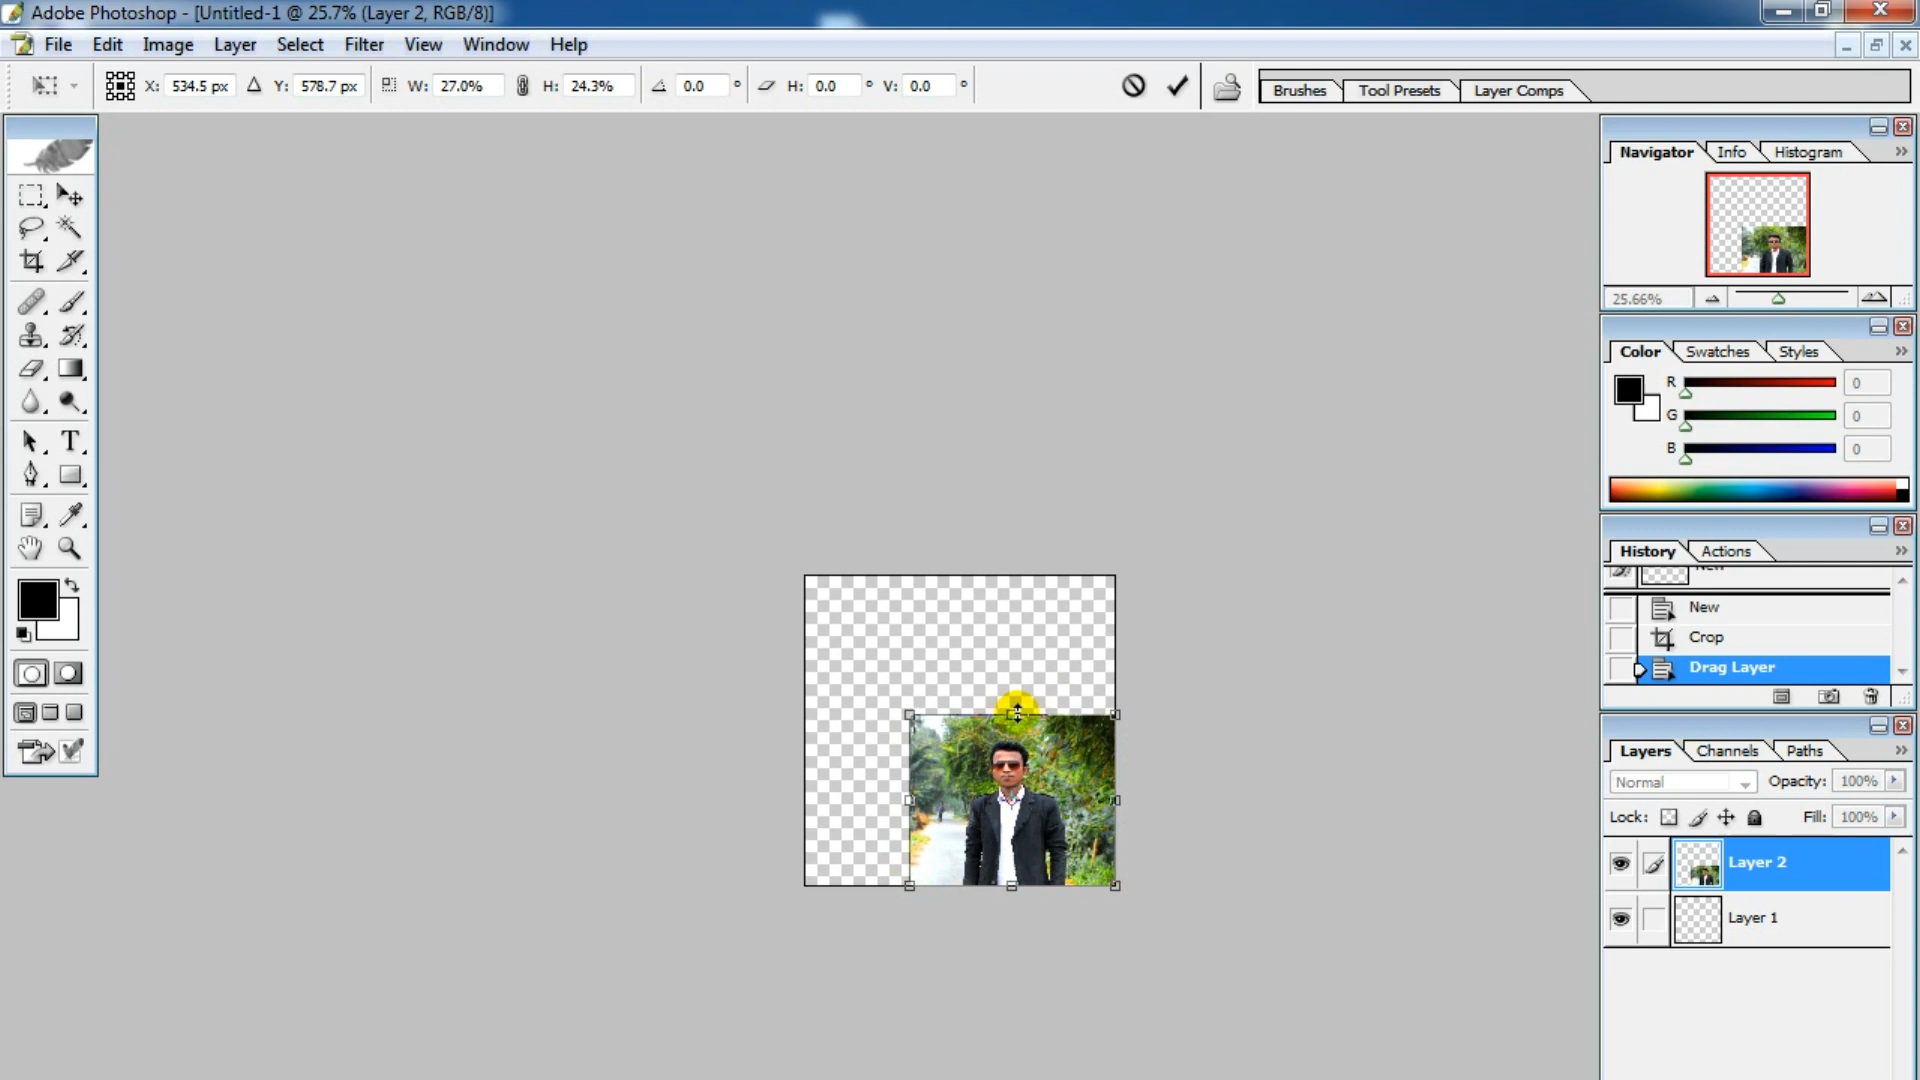 Adobe Photoshop - [Untitled-1 @ 25.7% (Layer 2, RGB/8)]
File Edit Image Layer Select Filter View Window Help
X: 534.5 px Y: 578.7 px W: 27.0% H: 24.3% 0.0 ° H: 0.0 ° V: 0.0 °
Brushes Tool Presets Layer Comps
Navigator Info Histogram
25.66%
Color Swatches Styles
R 0
G 0
B 0
History Actions
New
New
Crop
Drag Layer
Layers Channels Paths
Normal Opacity: 100%
Lock: Fill: 100%
Layer 2
Layer 1
T